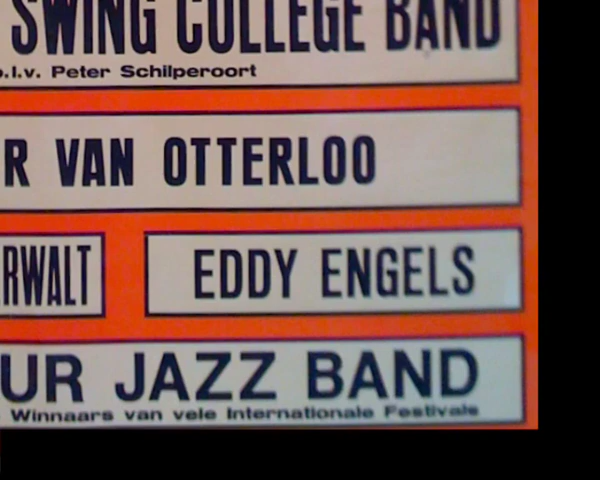 SWING COLLEGE BAND
o.l.v. Peter Schilperoort
R VAN OTTERLOO
RWALT
EDDY ENGELS
UR JAZZ BAND
Winnaars van vele Internationale Festivals